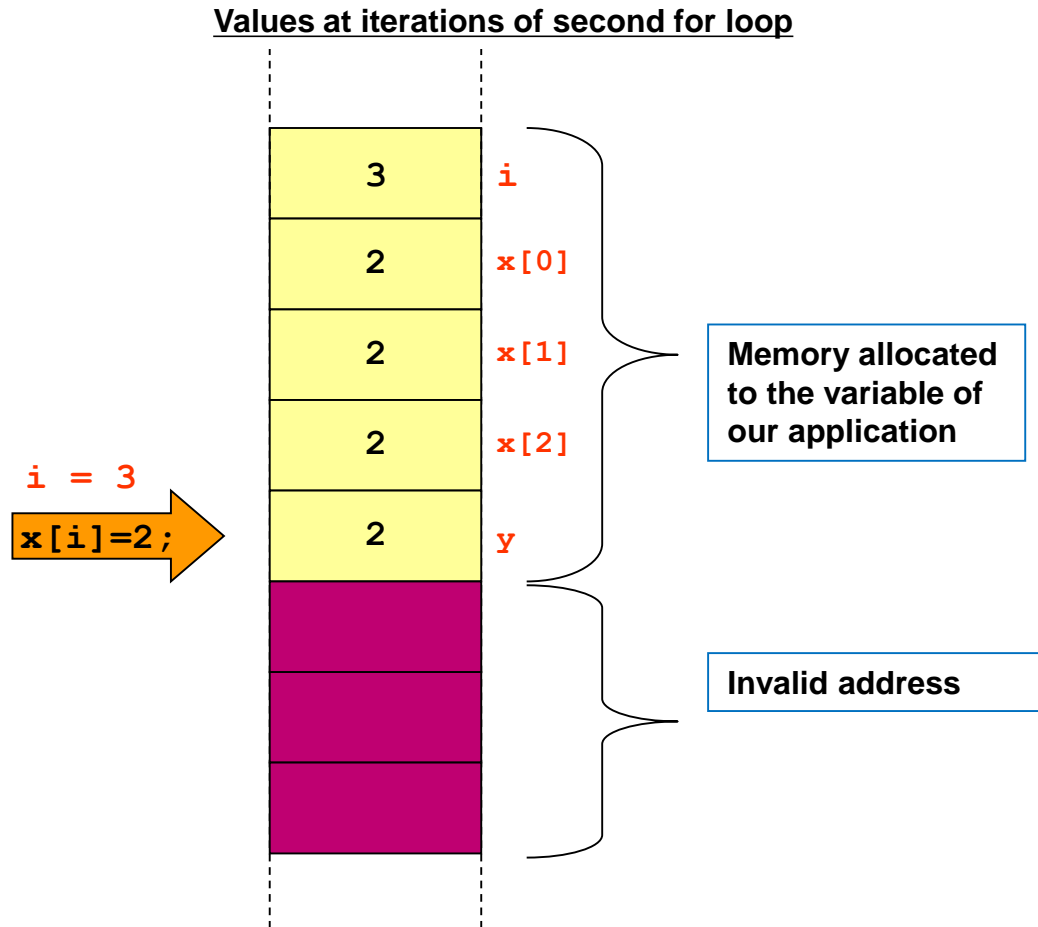 Values at iterations of second for loop
3 i
2 x[0]
2 x[1]
Memory allocated
to the variable of
our application
2 x[2]
i = 3
x[i]=2;
2 y
Invalid address